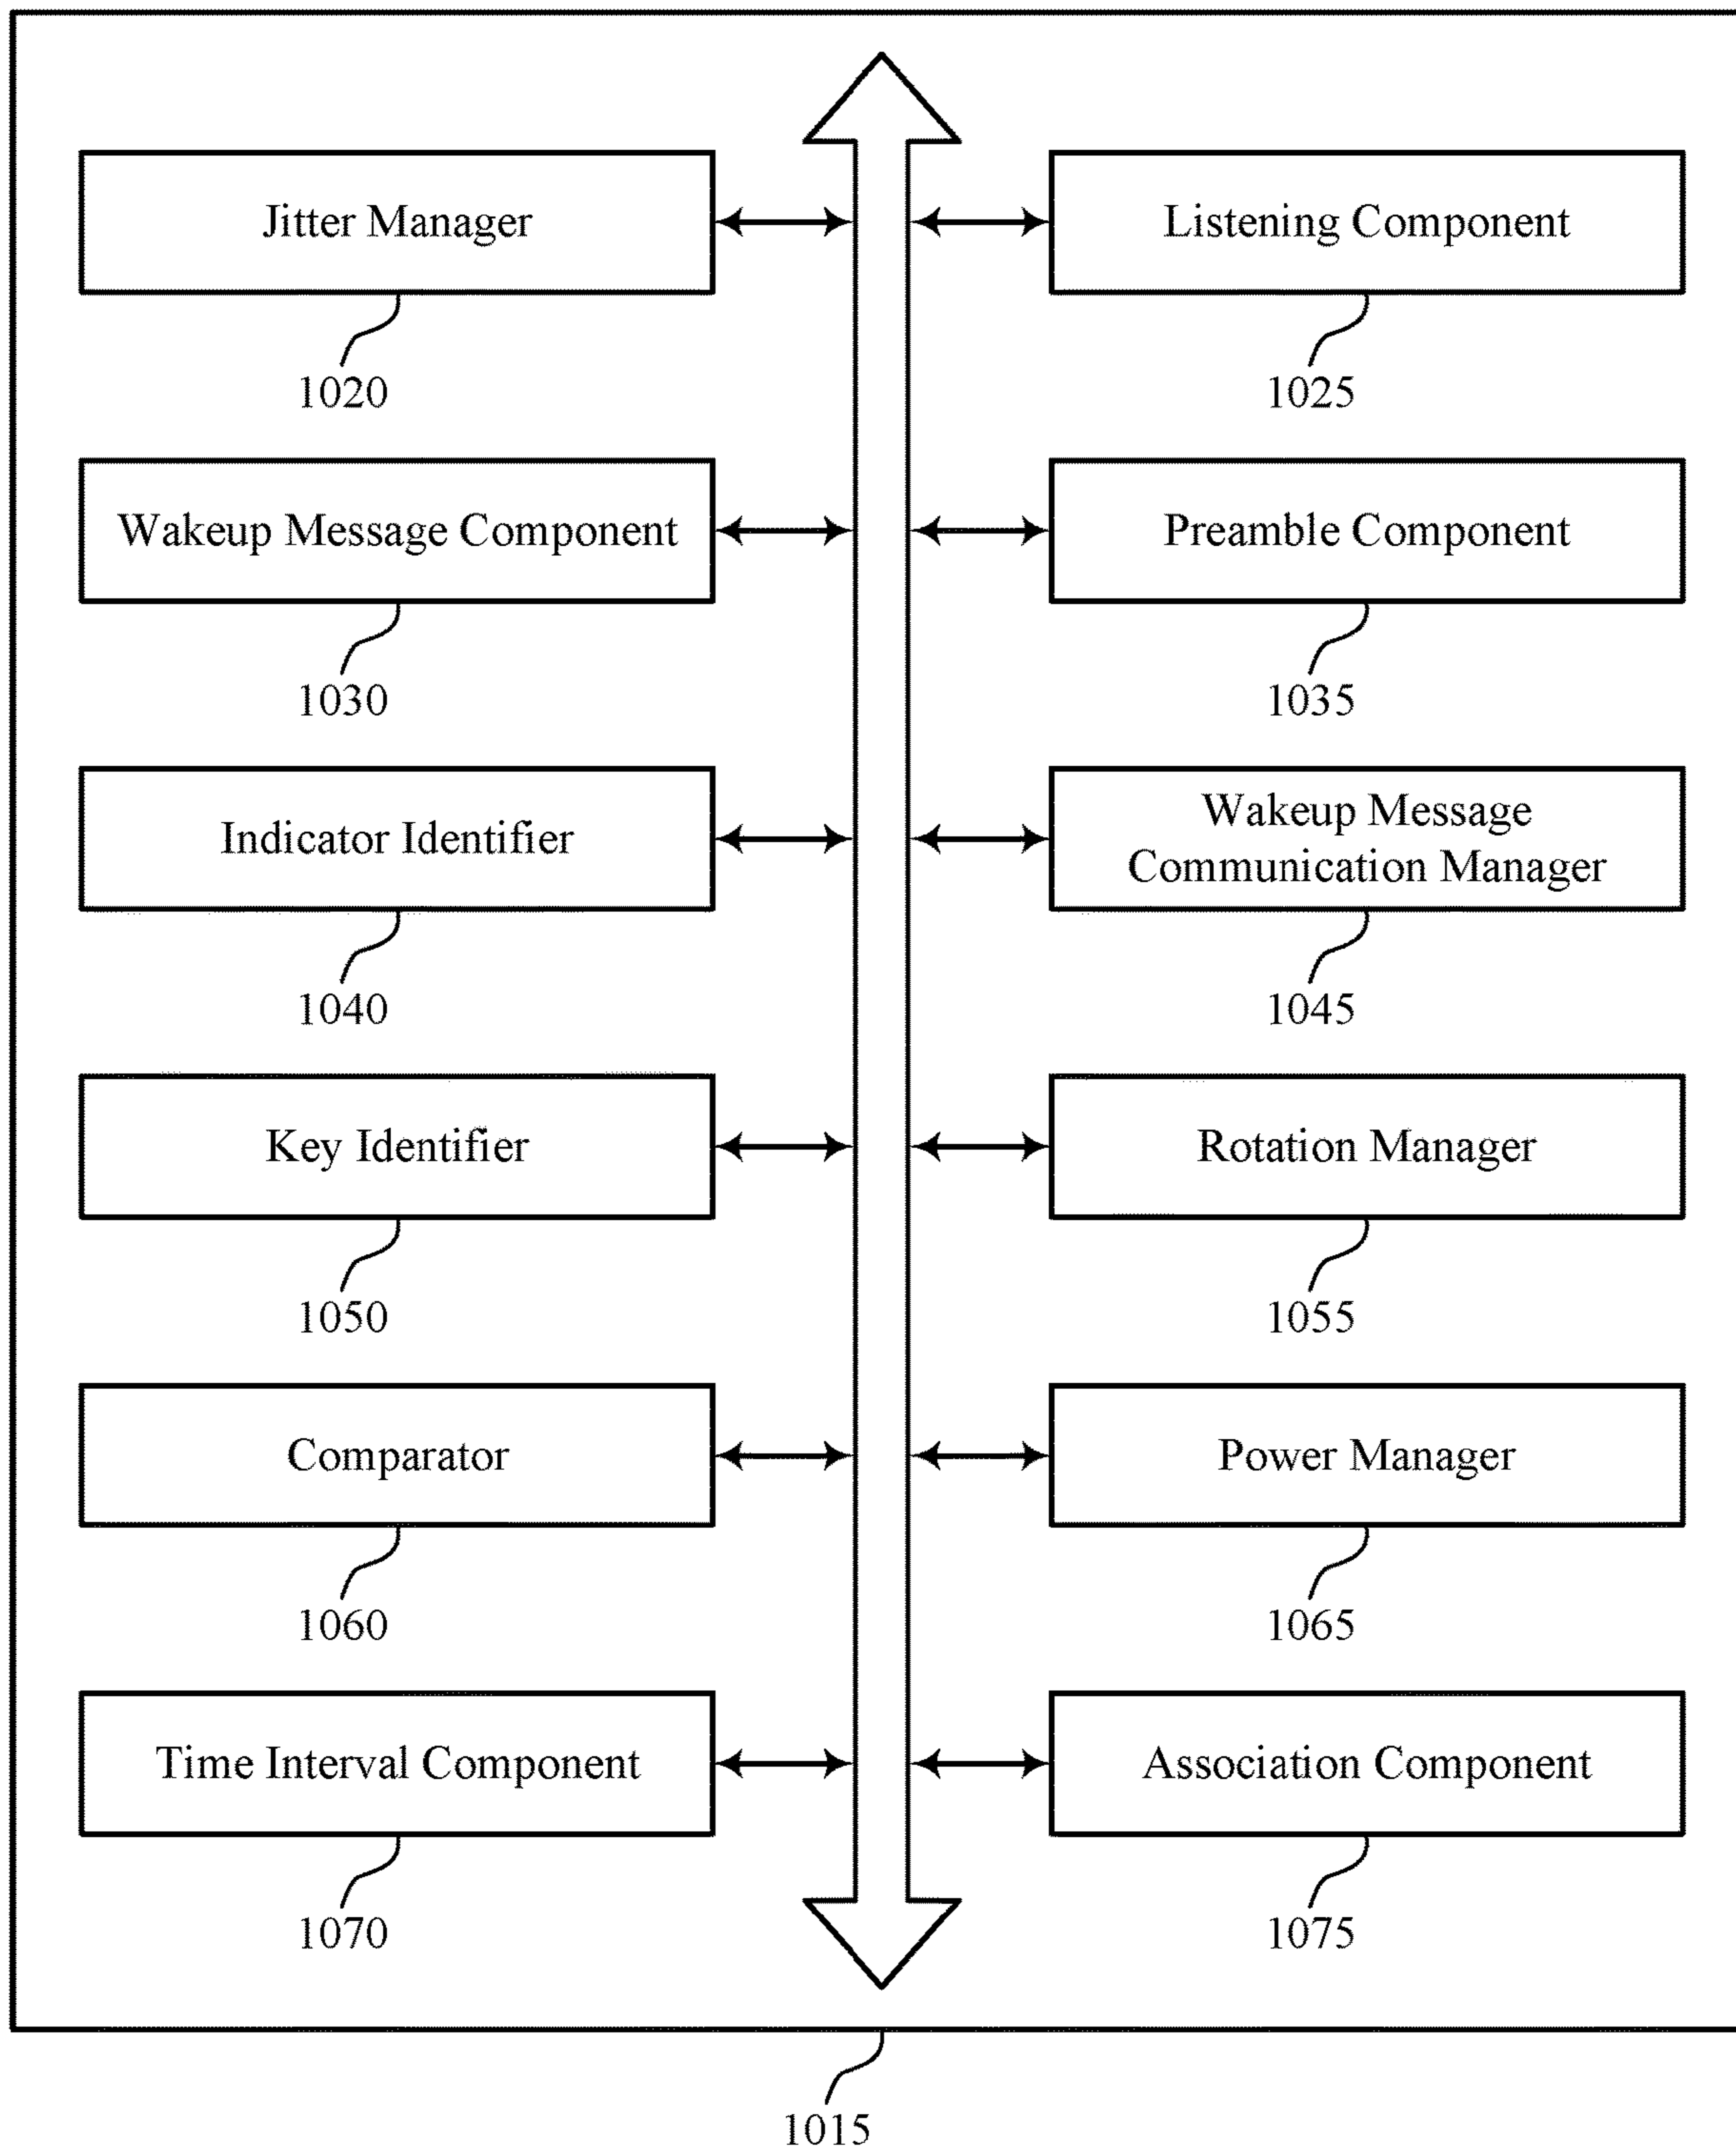 Jitter Manager
Listening Component
1020
1025
Wakeup Message Component
Preamble Component
1030
1035
Indicator Identifier
Wakeup Message
Communication Manager
1040
1045
Key Identifier
Rotation Manager
1050
1055
Comparator
Power Manager
1060
1065
Time Interval Component
Association Component
1070
1075
1015